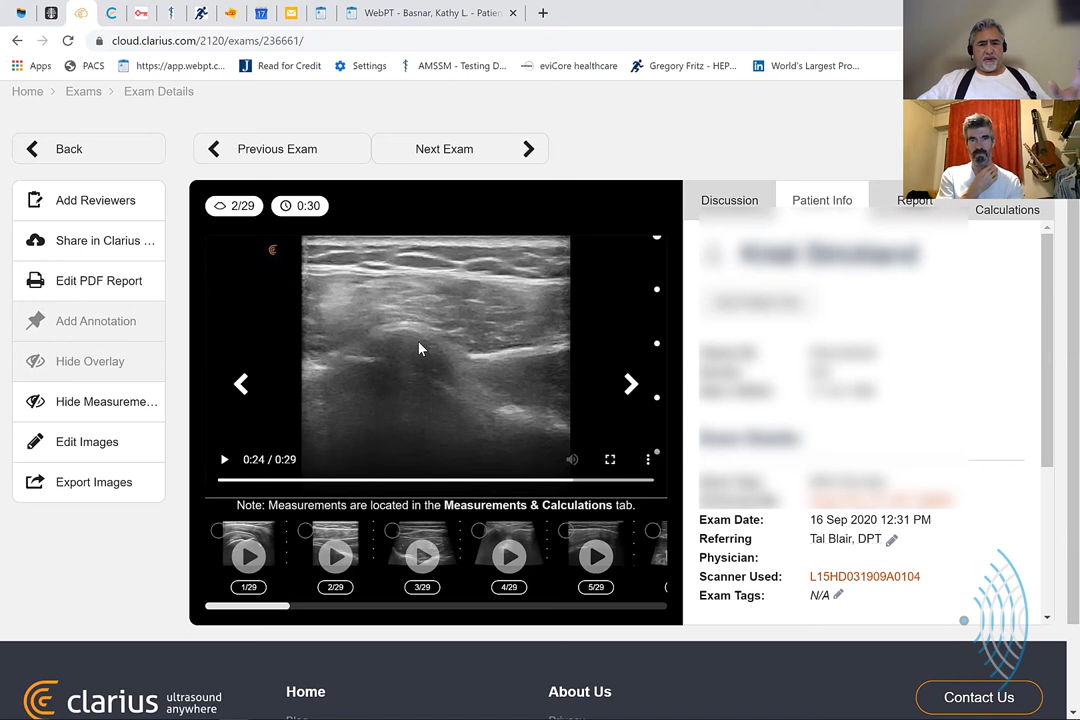 WebPT - Basnar, Kathy L. - Patien
cloud.clarius.com/2120/exams/236661/
Apps PACS https://app.webpt.c... Read for Credit Settings AMSSM - Testing D... eviCore healthcare Gregory Fritz - HEP... World's Largest Pro...
Home > Exams > Exam Details
Back
Previous Exam
Next Exam
Add Reviewers
Share in Clarius ...
Edit PDF Report
Add Annotation
Hide Overlay
Hide Measureme...
Edit Images
Export Images
2/29 0:30
0:24 / 0:29
Note: Measurements are located in the Measurements & Calculations tab.
1/29 2/29 3/29 4/29 5/29
Discussion Patient Info Report
Calculations
Exam Date: 16 Sep 2020 12:31 PM
Referring Tal Blair, DPT
Physician:
Scanner Used: L15HD031909A0104
Exam Tags: N/A
clarius ultrasound
anywhere
Home
About Us
Contact Us